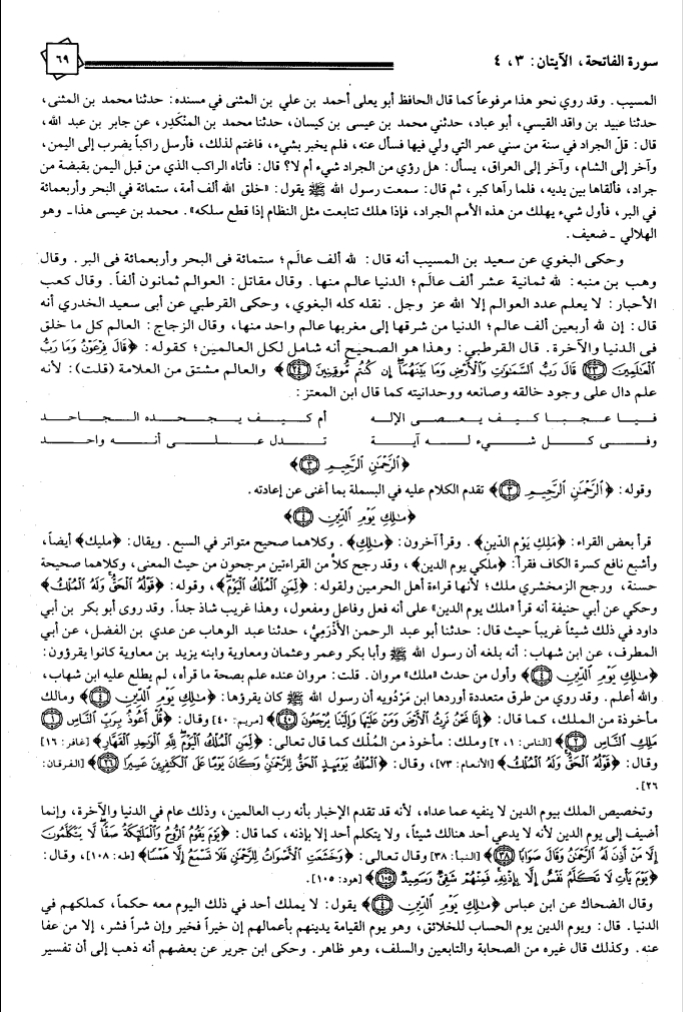 سورة الفاتحة، الآيتان: ٣، ٤
٦٩
المسيب. وقد روي نحو هذا مرفوعاً كما قال الحافظ أبو يعلى أحمد بن علي بن المثنى في مسنده: حدثنا محمد بن المثنى،
حدثنا عبيد بن واقد القيسي، أبو عباد، حدثني محمد بن عيسى بن كيسان، حدثنا محمد بن المنْكَدِر، عن جابر بن عبد الله،
قال: قلّ الجراد في سنة من سني عمر التي ولي فيها فسأل عنه، فلم يخبر بشيء، فاغتم لذلك، فأرسل راكباً يضرب إلى اليمن،
وآخر إلى الشام، وآخر إلى العراق، يسأل: هل رؤي من الجراد شيء أم لا؟ قال: فأتاه الراكب الذي من قبل اليمن بقبضة من
جراد، فألقاها بين يديه، فلما رآها كبر، ثم قال: سمعت رسول الله ﷺ يقول: «خلق الله ألف أمة، ستمائة في البحر وأربعمائة
في البر، فأول شيء يهلك من هذه الأمم الجراد، فإذا هلك تتابعت مثل النظام إذا قطع سلكه». محمد بن عيسى هذا ـ وهو
الهلالي ـ ضعيف.
وحكى البغوي عن سعيد بن المسيب أنه قال: لله ألف عالَم؛ ستمائة فى البحر وأربعمائة فى البر. وقال
وهب بن منبه: لله ثمانية عشر ألف عالَم؛ الدنيا عالم منها. وقال مقاتل: العوالم ثمانون ألفاً. وقال كعب
الأحبار: لا يعلم عدد العوالم إلا الله عز وجل. نقله كله البغوي، وحكى القرطبي عن أبي سعيد الخدري أنه
قال: إن لله أربعين ألف عالم؛ الدنيا من شرقها إلى مغربها عالم واحد منها، وقال الزجاج: العالم كل ما خلق
فى الدنيا والآخرة. قال القرطبي: وهذا هو الصحيح أنه شامل لكل العالمين؛ كقوله: ﴿قَالَ فِرْعَوْنُ وَمَا رَبُّ
الْعَالَمِينَ ﴿٢٣﴾ قَالَ رَبُّ السَّمَاوَاتِ وَالْأَرْضِ وَمَا بَيْنَهُمَا إِن كُنتُم مُّوقِنِينَ ﴿٢٤﴾﴾ والعالم مشتق من العلامة (قلت): لأنه
علم دال على وجود خالقه وصانعه ووحدانيته كما قال ابن المعتز:
فيا عجبا كيف يعصى الإله أم كيف يجحده الجاحد
وفى كل شيء له آية تدل على أنه واحد
﴿الرَّحْمَٰنِ الرَّحِيمِ ﴿٣﴾﴾
وقوله: ﴿الرَّحْمَٰنِ الرَّحِيمِ ﴿٣﴾﴾ تقدم الكلام عليه في البسملة بما أغنى عن إعادته.
﴿مَٰلِكِ يَوْمِ الدِّينِ ﴿٤﴾﴾
قرأ بعض القراء: ﴿مَلِكِ يَوْمِ الدّينِ﴾. وقرأ آخرون: ﴿مَٰلِكِ﴾. وكلاهما صحيح متواتر في السبع. ويقال: ﴿مليك﴾ أيضاً،
وأشبع نافع كسرة الكاف فقرأ: ﴿ملكي يوم الدين﴾، وقد رجح كلاً من القراءتين مرجحون من حيث المعنى، وكلاهما صحيحة
حسنة، ورجح الزمخشري ملك؛ لأنها قراءة أهل الحرمين ولقوله: ﴿لِّمَنِ الْمُلْكُ الْيَوْمَ﴾، وقوله: ﴿قَوْلُهُ الْحَقُّ وَلَهُ الْمُلْكُ﴾
وحكي عن أبي حنيفة أنه قرأ «ملك يوم الدين» على أنه فعل وفاعل ومفعول، وهذا غريب شاذ جداً. وقد روى أبو بكر بن أبي
داود في ذلك شيئاً غريباً حيث قال: حدثنا أبو عبد الرحمن الأذْرَمِيُّ، حدثنا عبد الوهاب عن عدي بن الفضل، عن أبي
المطرف، عن ابن شهاب: أنه بلغه أن رسول الله ﷺ وأبا بكر وعمر وعثمان ومعاوية وابنه يزيد بن معاوية كانوا يقرؤون:
﴿مَٰلِكِ يَوْمِ الدِّينِ ﴿٤﴾﴾ وأول من حدث «ملك» مروان. قلت: مروان عنده علم بصحة ما قرأه، لم يطلع عليه ابن شهاب،
والله أعلم. وقد روي من طرق متعددة أوردها ابن مَرْدُويه أن رسول الله ﷺ كان يقرؤها: ﴿مَٰلِكِ يَوْمِ الدِّينِ ﴿٤﴾﴾ ومالك
مأخوذة من الملك، كما قال: ﴿إِنَّا نَحْنُ نَرِثُ الْأَرْضَ وَمَنْ عَلَيْهَا وَإِلَيْنَا يُرْجَعُونَ ﴿٤٠﴾﴾ [مريم: ٤٠] وقال: ﴿قُلْ أَعُوذُ بِرَبِّ النَّاسِ ﴿١﴾
مَلِكِ النَّاسِ ﴿٢﴾﴾ [الناس: ١، ٢] وملك: مأخوذ من المُلْك كما قال تعالى: ﴿لِّمَنِ الْمُلْكُ الْيَوْمَ لِلَّهِ الْوَاحِدِ الْقَهَّارِ﴾ [غافر: ١٦]
وقال: ﴿قَوْلُهُ الْحَقُّ وَلَهُ الْمُلْكُ﴾ [الأنعام: ٧٣]، وقال: ﴿الْمُلْكُ يَوْمَئِذٍ الْحَقُّ لِلرَّحْمَٰنِ وَكَانَ يَوْمًا عَلَى الْكَافِرِينَ عَسِيرًا ﴿٢٦﴾﴾ [الفرقان:
٢٦].
وتخصيص الملك بيوم الدين لا ينفيه عما عداه، لأنه قد تقدم الإخبار بأنه رب العالمين، وذلك عام في الدنيا والآخرة، وإنما
أضيف إلى يوم الدين لأنه لا يدعي أحد هنالك شيئاً، ولا يتكلم أحد إلا بإذنه، كما قال: ﴿يَوْمَ يَقُومُ الرُّوحُ وَالْمَلَائِكَةُ صَفًّا لَّا يَتَكَلَّمُونَ
إِلَّا مَنْ أَذِنَ لَهُ الرَّحْمَٰنُ وَقَالَ صَوَابًا ﴿٣٨﴾﴾ [النبأ: ٣٨] وقال تعالى: ﴿وَخَشَعَتِ الْأَصْوَاتُ لِلرَّحْمَٰنِ فَلَا تَسْمَعُ إِلَّا هَمْسًا﴾ [طه: ١٠٨]، وقال:
﴿يَوْمَ يَأْتِ لَا تَكَلَّمُ نَفْسٌ إِلَّا بِإِذْنِهِ فَمِنْهُمْ شَقِيٌّ وَسَعِيدٌ ﴿١٠٥﴾﴾ [هود: ١٠٥].
وقال الضحاك عن ابن عباس ﴿مَٰلِكِ يَوْمِ الدِّينِ ﴿٤﴾﴾ يقول: لا يملك أحد في ذلك اليوم معه حكماً، كملكهم في
الدنيا. قال: ويوم الدين يوم الحساب للخلائق، وهو يوم القيامة يدينهم بأعمالهم إن خيراً فخير وإن شراً فشر، إلا من عفا
عنه. وكذلك قال غيره من الصحابة والتابعين والسلف، وهو ظاهر. وحكى ابن جرير عن بعضهم أنه ذهب إلى أن تفسير